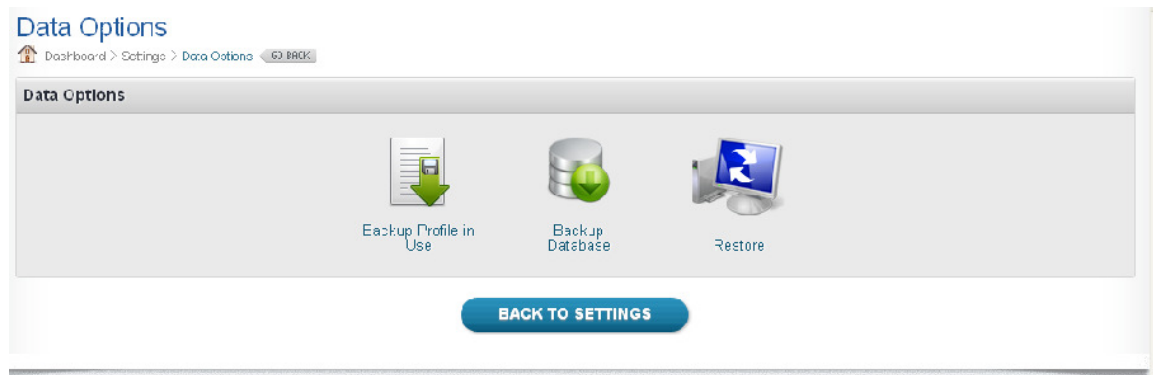 Data Options
Dashboard > Settings > Data Options GO BACK
Data Options
Backup Profile in
Use
Backup
Database
Restore
BACK TO SETTINGS